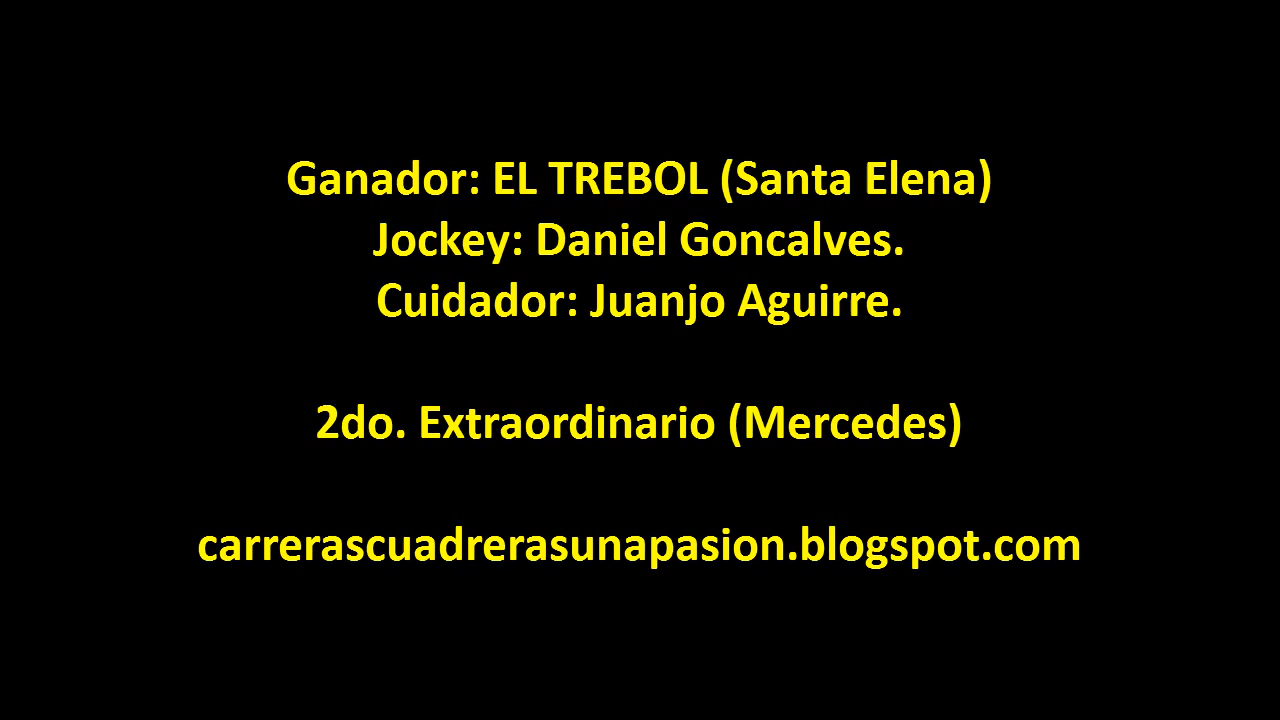 Ganador: EL TREBOL (Santa Elena)
Jockey: Daniel Goncalves.
Cuidador: Juanjo Aguirre.
2do. Extraordinario (Mercedes)
carrerascuadrerasunapasion.blogspot.com